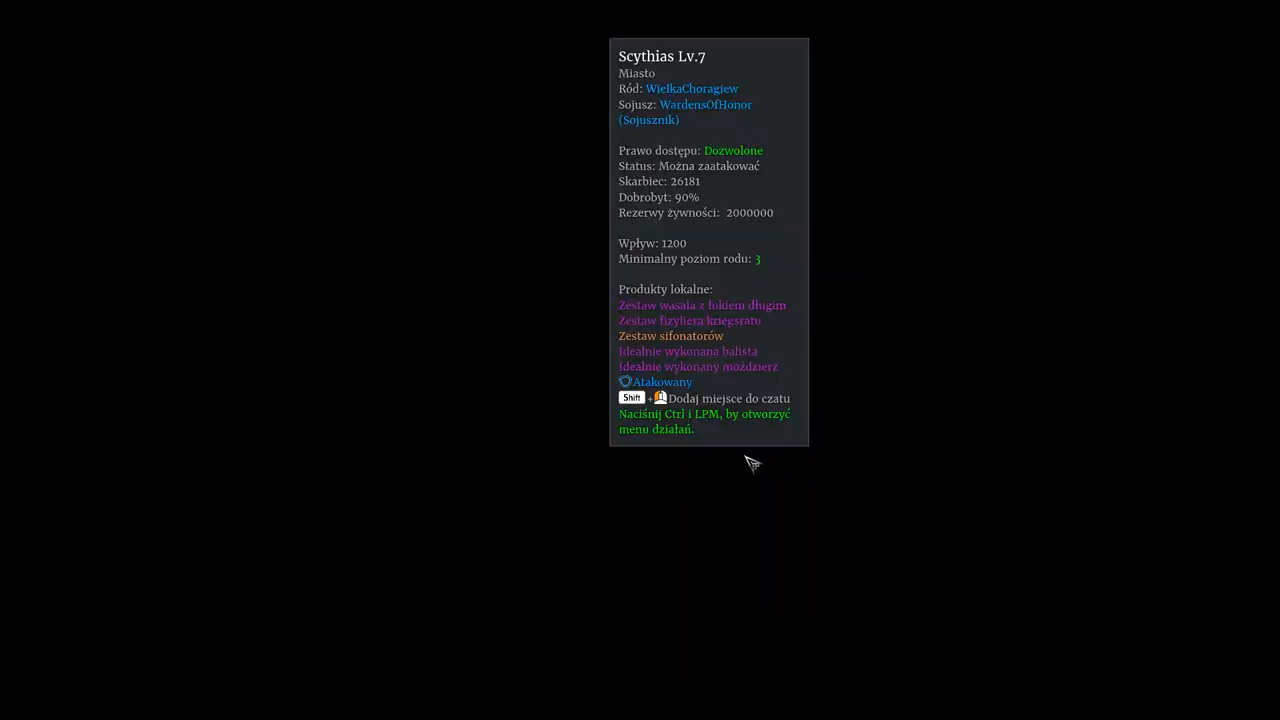 Scythias Lv.7
Miasto
Ród: WielkaChoragiew
Sojusz: WardensOfHonor
(Sojusznik)
Prawo dostępu: Dozwolone
Status: Można zaatakować
Skarbiec: 26181
Dobrobyt: 90%
Rezerwy żywności: 2000000
Wpływ: 1200
Minimalny poziom rodu: 3
Produkty lokalne:
Zestaw wasala z łukiem długim
Zestaw fizyliera kriegsratu
Zestaw sifonatorów
Idealnie wykonana balista
Idealnie wykonany moździerz
Atakowany
Shift + Dodaj miejsce do czatu
Naciśnij Ctrl i LPM, by otworzyć
menu działań.